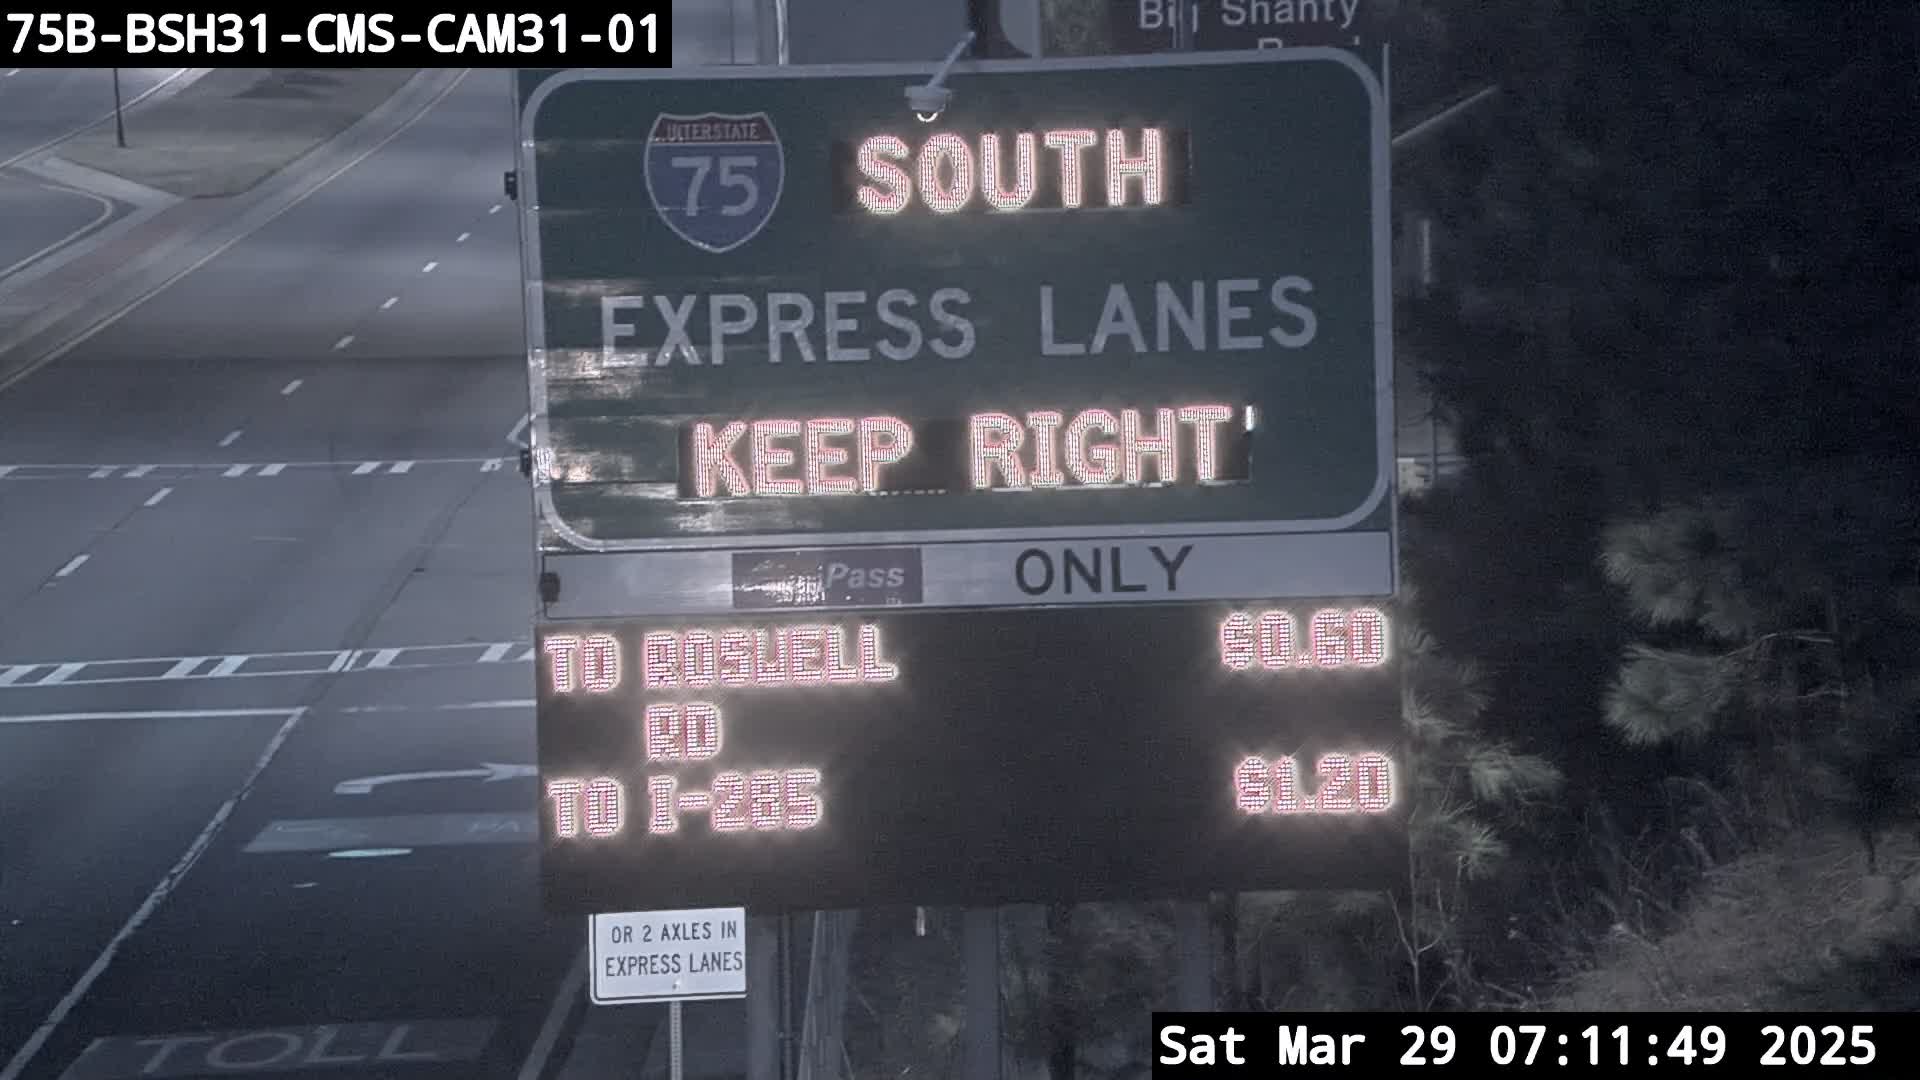 75B-BSH31-CMS-CAM31-01
Shanty
INTERSTATE
75
SOUTH
EXPRESS LANES
KEEP RIGHT
Pass ONLY
TO ROSWELL $0.60
RD
TO I-285 $1.20
OR 2 AXLES IN
EXPRESS LANES
TOLL
Sat Mar 29 07:11:49 2025